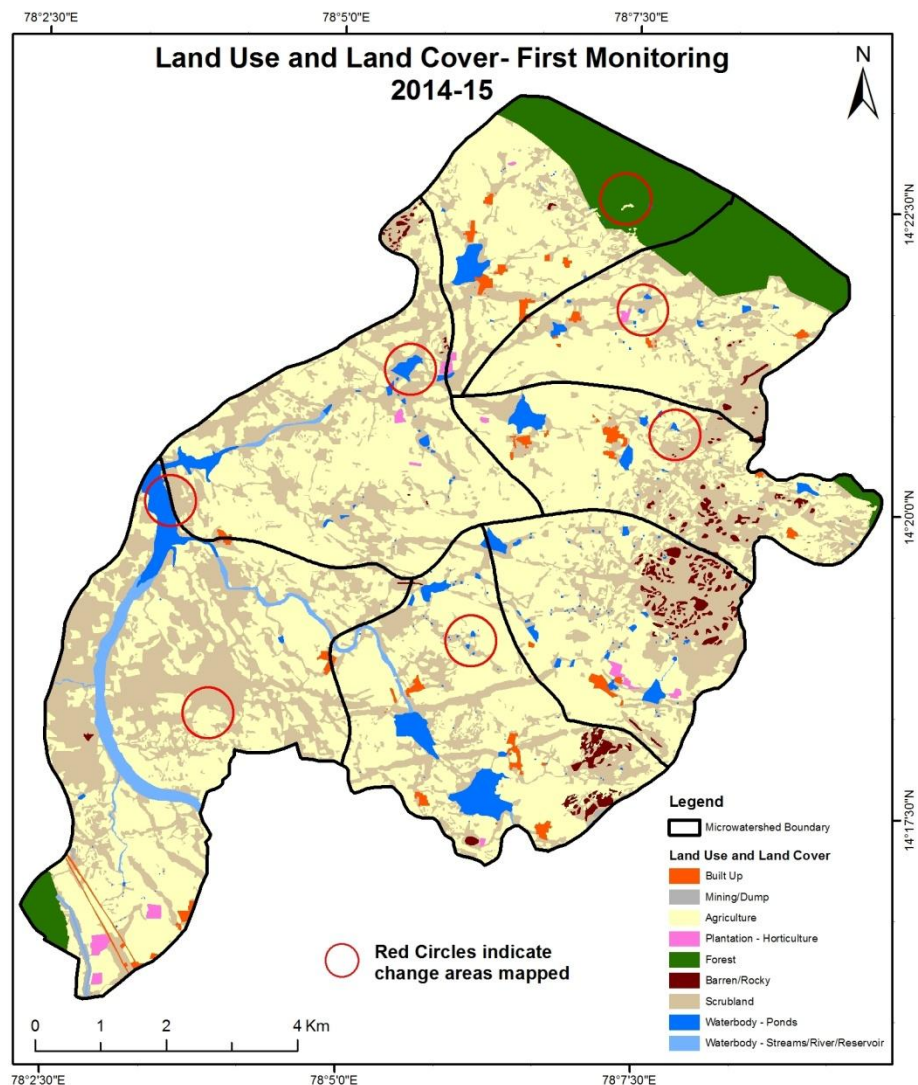 78°2'30"E
78°5'0"E
78°7'30"E
Land Use and Land Cover- First Monitoring
2014-15
N
14°22'30"N
14°20'0"N
14°17'30"N
Legend
Microwatershed Boundary
Land Use and Land Cover
Built Up
Mining/Dump
Agriculture
Plantation - Horticulture
Forest
Barren/Rocky
Scrubland
Waterbody - Ponds
Waterbody - Streams/River/Reservoir
Red Circles indicate
change areas mapped
0 1 2 4 Km
78°2'30"E
78°5'0"E
78°7'30"E